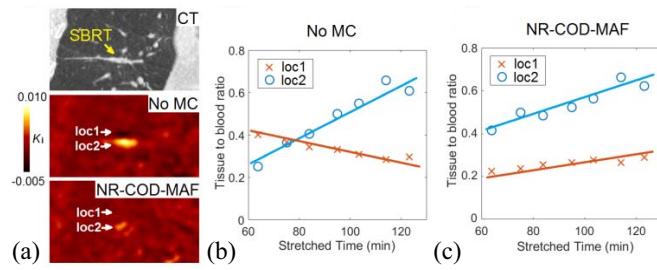 CT
SBRT
No MC
0.010
Ki
-0.005
loc1
loc2
NR-COD-MAF
loc1
loc2
(a)
No MC
loc1
loc2
Tissue to blood ratio
0.8
0.6
0.4
0.2
0
60 80 100 120
Stretched Time (min)
(b)
NR-COD-MAF
loc1
loc2
Tissue to blood ratio
0.8
0.6
0.4
0.2
0
60 80 100 120
Stretched Time (min)
(c)